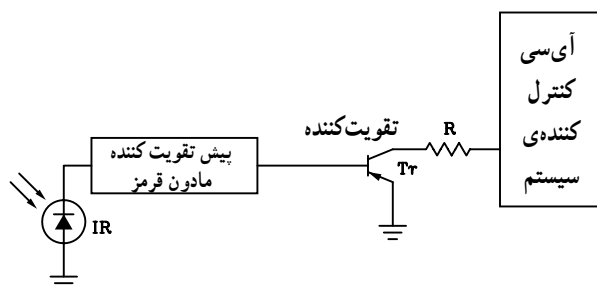 آی‌سی
کنترل
کننده‌ی
سیستم
تقویت‌کننده
R
Tr
پیش تقویت کننده
مادون قرمز
IR